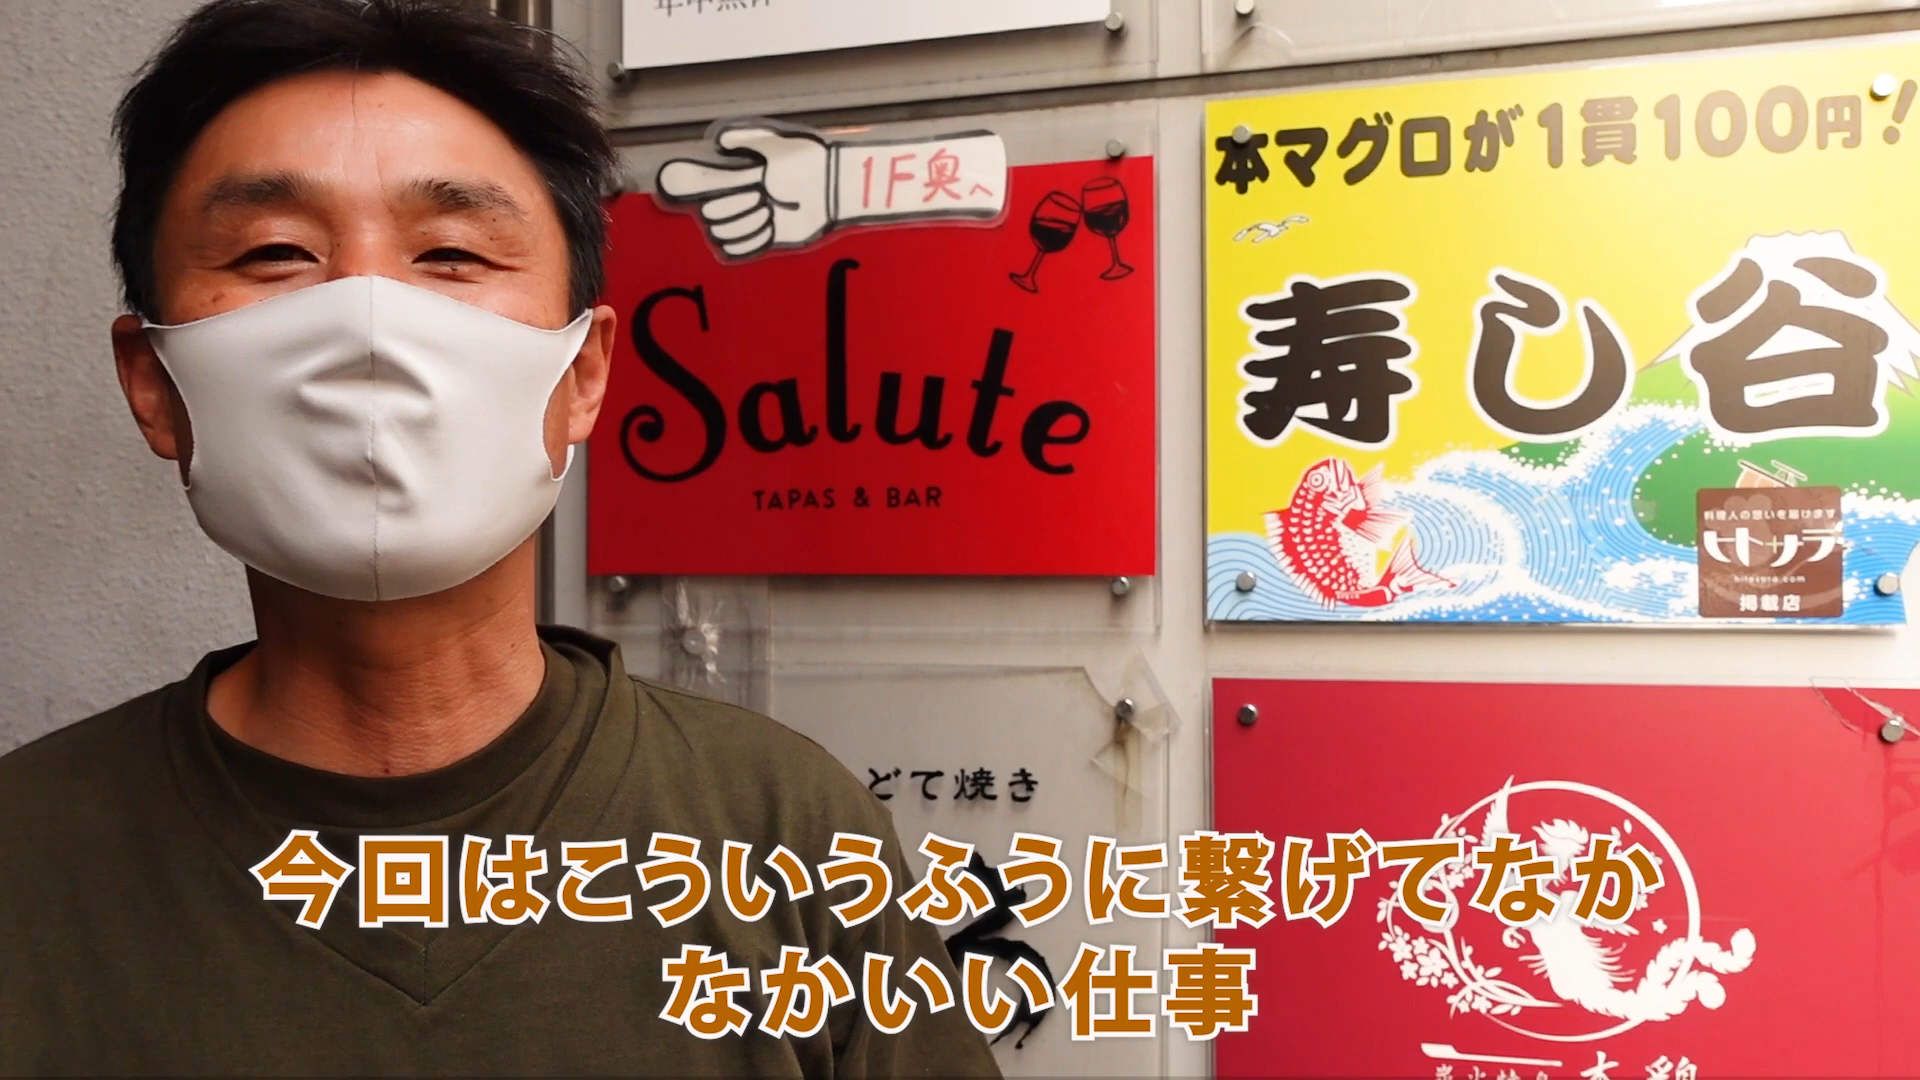 1F奥へ
Salute
TAPAS & BAR
本マグロが1貫100円!
寿し谷
料理人の想いを届けます
ヒトサラ
hitosara.com
掲載店
どて焼き
今回はこういうふうに繋げてなか
なかいい仕事